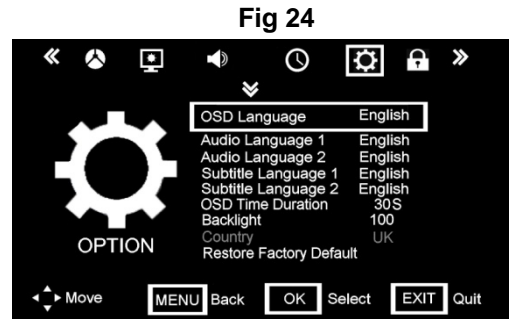 Fig 24
OSD Language English
Audio Language 1 English
Audio Language 2 English
Subtitle Language 1 English
Subtitle Language 2 English
OSD Time Duration 30S
Backlight 100
Country UK
Restore Factory Default
OPTION
Move MENU Back OK Select EXIT Quit